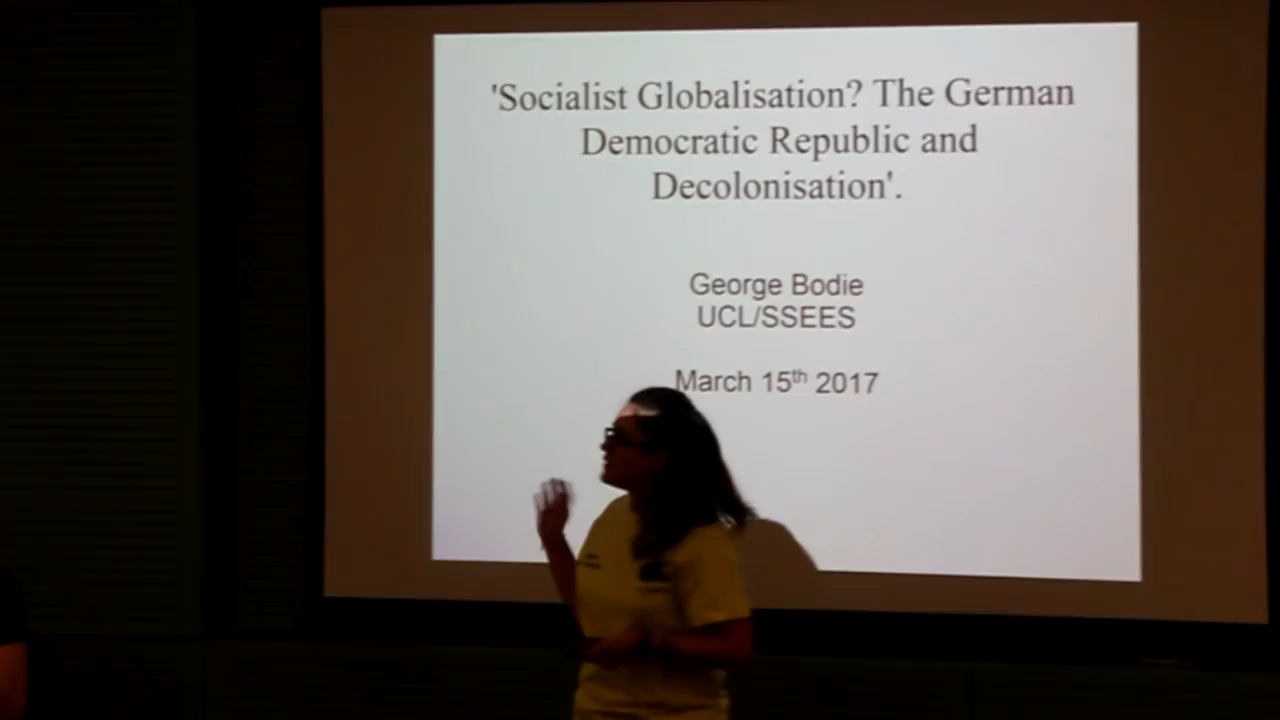 'Socialist Globalisation? The German
Democratic Republic and
Decolonisation'.
George Bodie
UCL/SSEES
March 15th 2017